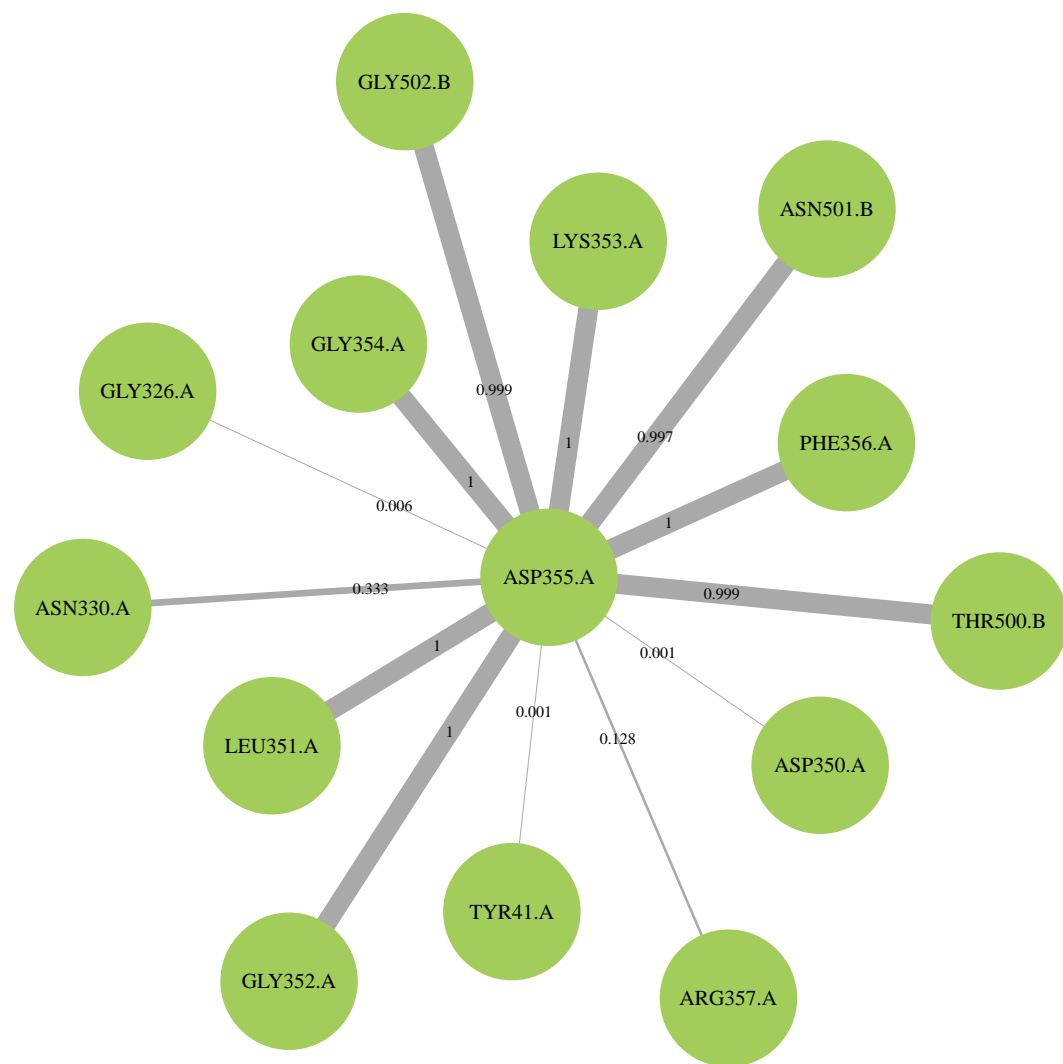 GLY502.B
ASN501.B
LYS353.A
GLY354.A
GLY326.A
0.999
PHE356.A
0.997
1
1
0.006
1
ASP355.A
0.333
0.999
ASN330.A
THR500.B
1
0.001
0.001
1
0.128
LEU351.A
ASP350.A
TYR41.A
GLY352.A
ARG357.A